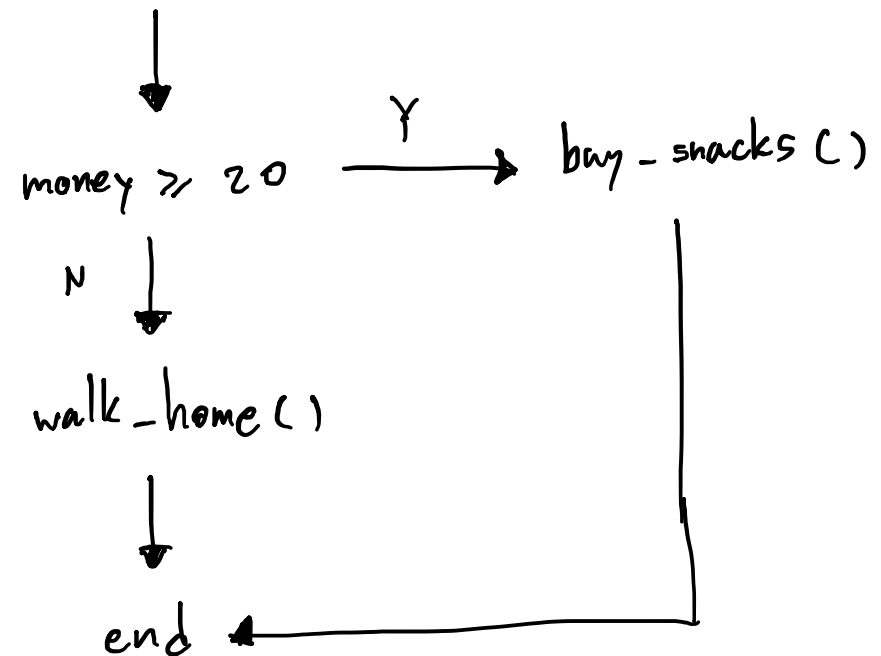 Y
money ⩾ 20
buy_snacks()
N
walk_home()
end